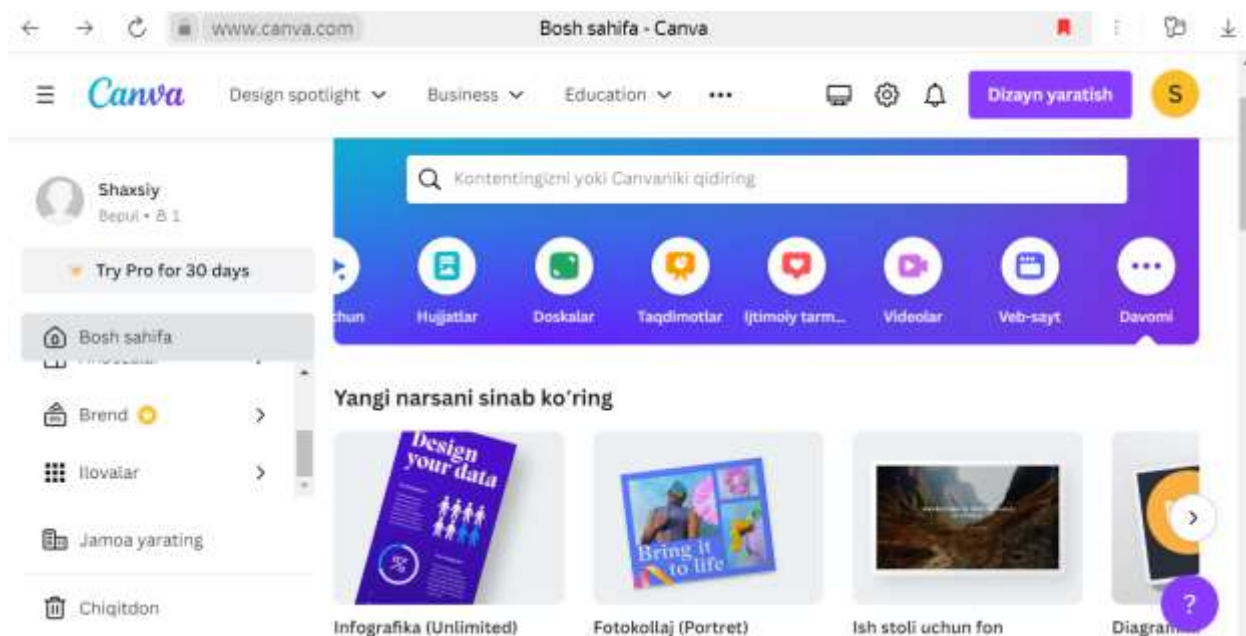 www.canva.com
Bosh sahifa - Canva
Canva
Design spotlight
Business
Education
Dizayn yaratish
S
Shaxsiy
Bepul • 1
Try Pro for 30 days
Bosh sahifa
Brend
Ilovalar
Jamoa yarating
Chiqitdon
Kontentingizni yoki Canvaniki qidiring
chun
Hujjatlar
Doskalar
Taqdimotlar
Ijtimoiy tarm...
Videolar
Veb-sayt
Davomi
Yangi narsani sinab ko'ring
Design
your data
%
Bring it
to life
Infografika (Unlimited)
Fotokollaj (Portret)
Ish stoli uchun fon
Diagram
?